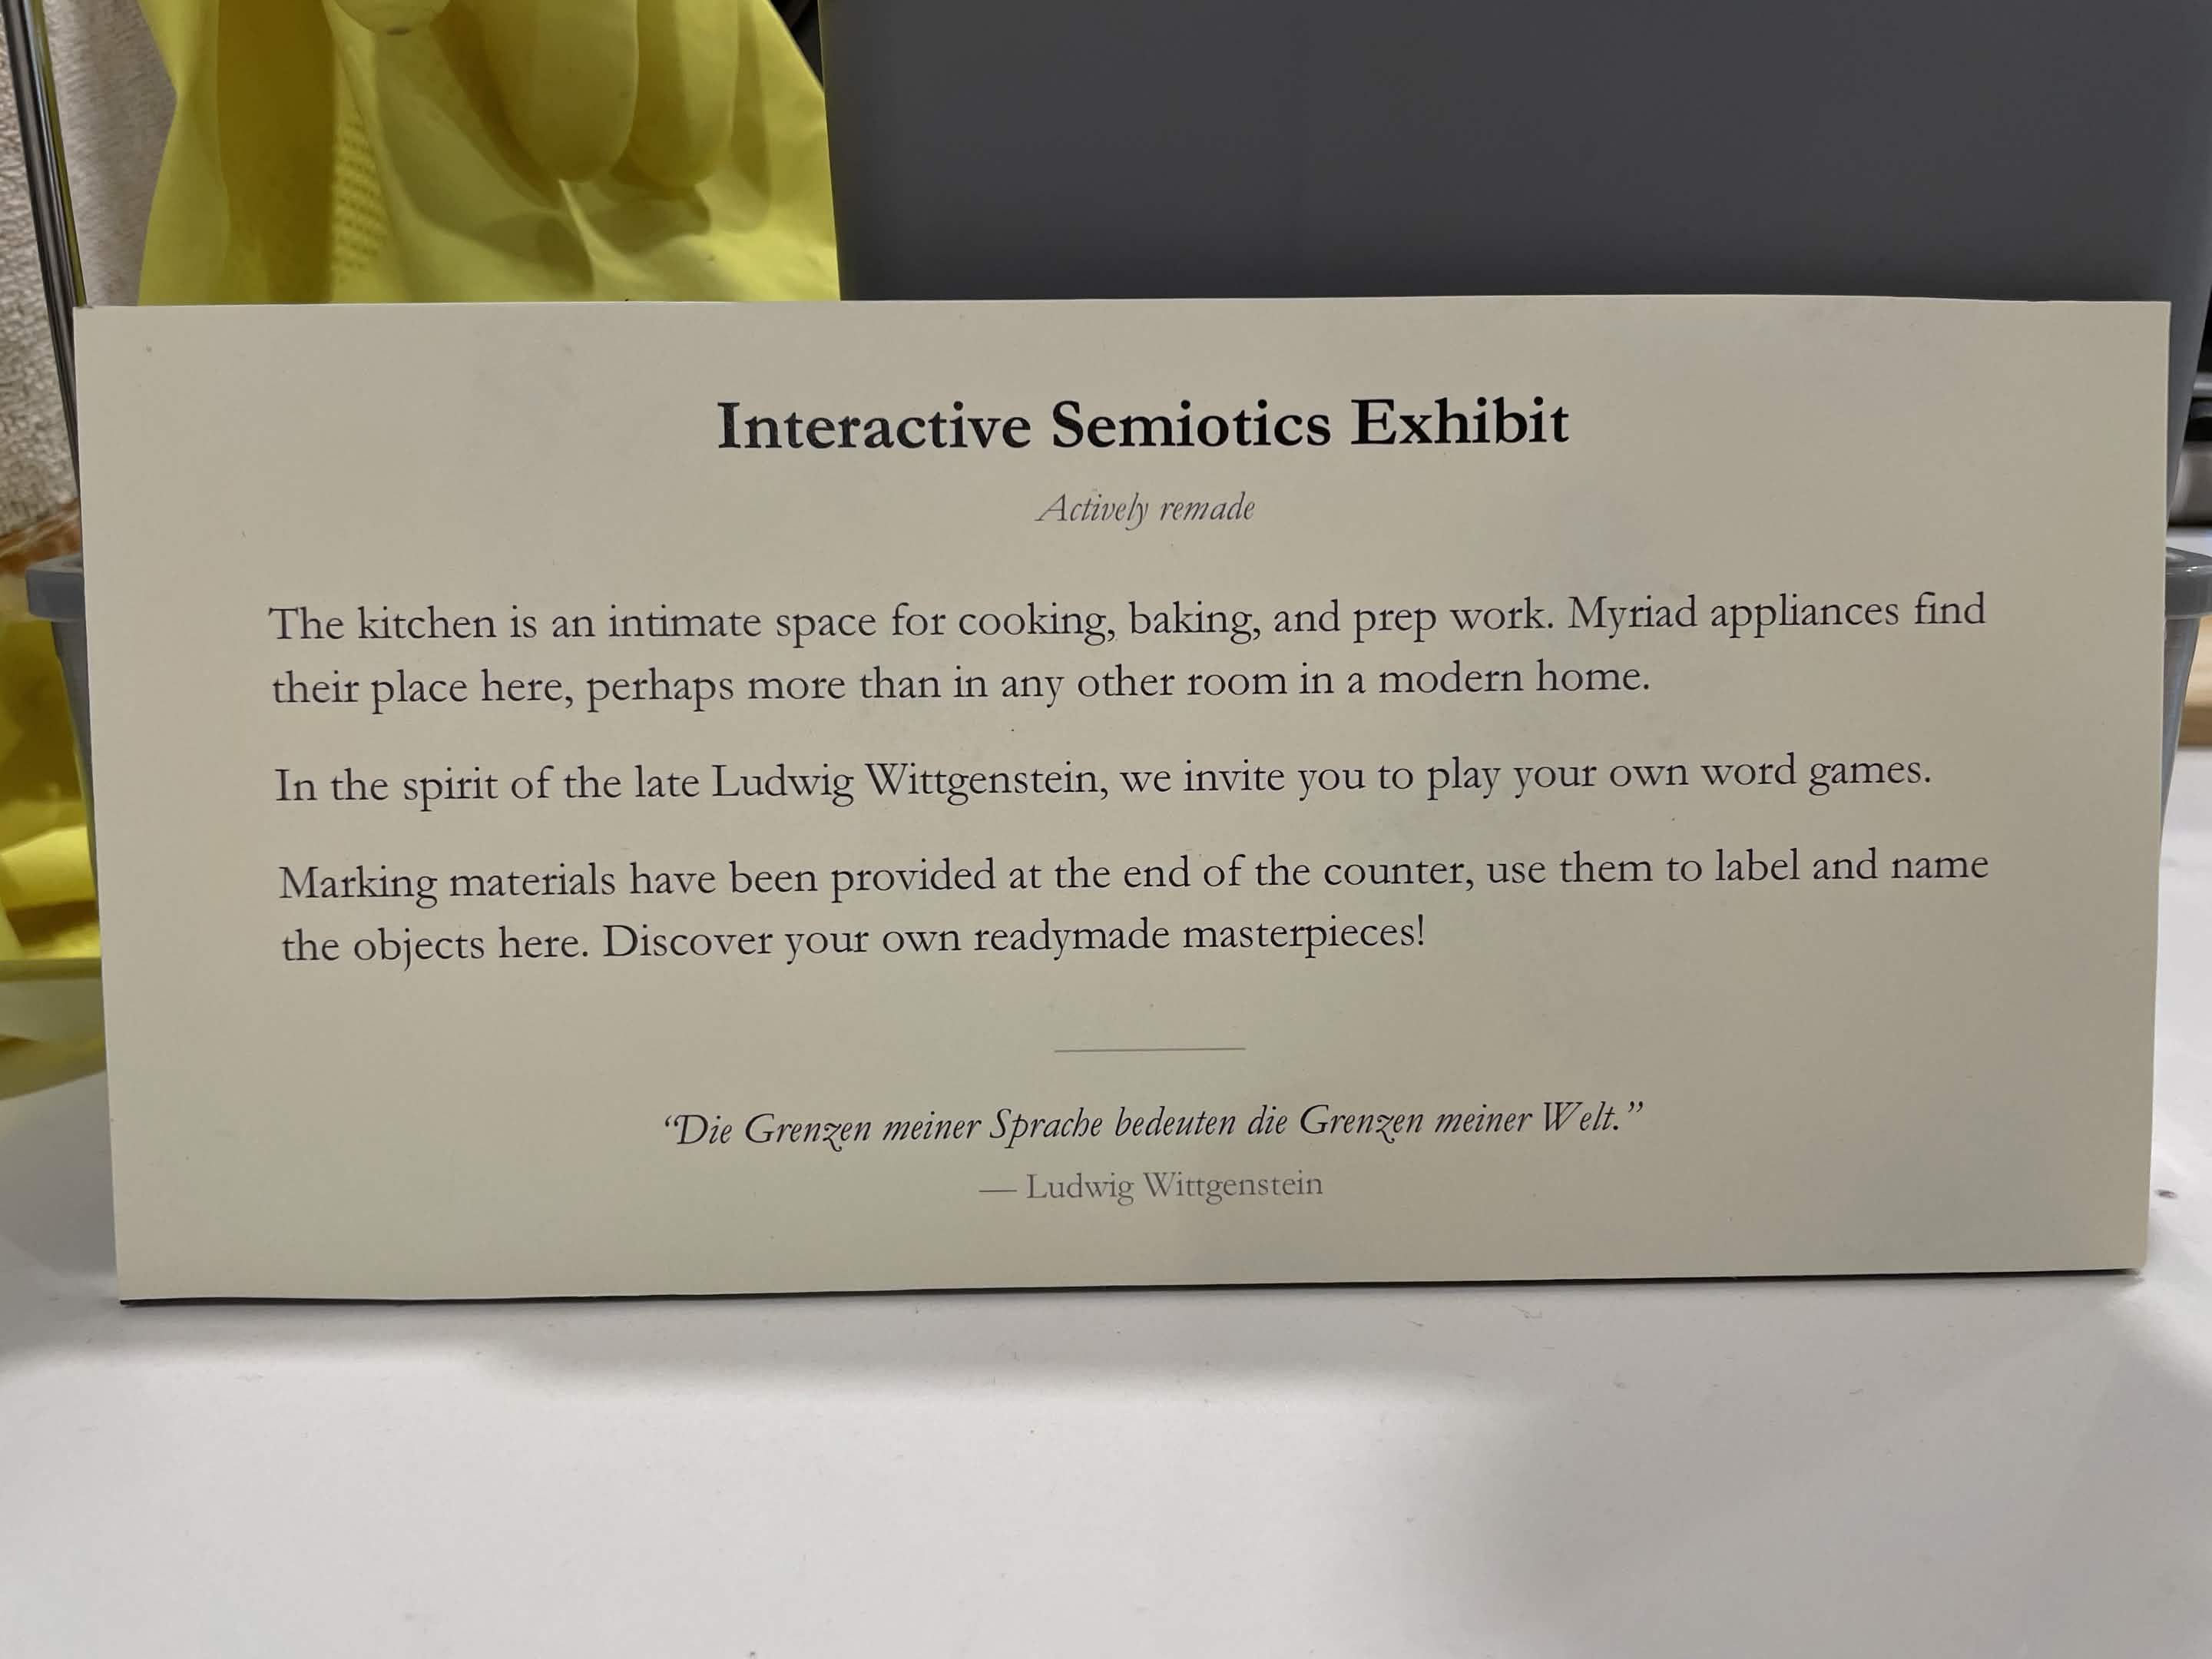 Interactive Semiotics Exhibit
Actively remade
The kitchen is an intimate space for cooking, baking, and prep work. Myriad appliances find
their place here, perhaps more than in any other room in a modern home.
In the spirit of the late Ludwig Wittgenstein, we invite you to play your own word games.
Marking materials have been provided at the end of the counter, use them to label and name
the objects here. Discover your own readymade masterpieces!
“Die Grenzen meiner Sprache bedeuten die Grenzen meiner Welt.”
— Ludwig Wittgenstein